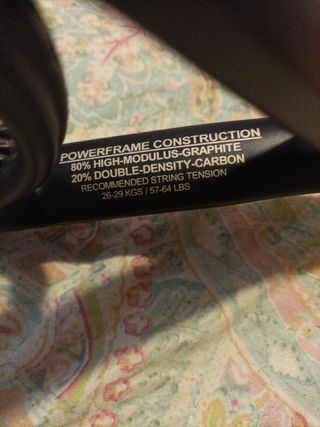 POWERFRAME CONSTRUCTION
80% HIGH-MODULUS-GRAPHITE
20% DOUBLE-DENSITY-CARBON
RECOMMENDED STRING TENSION
26-29 KGS / 57-64 LBS